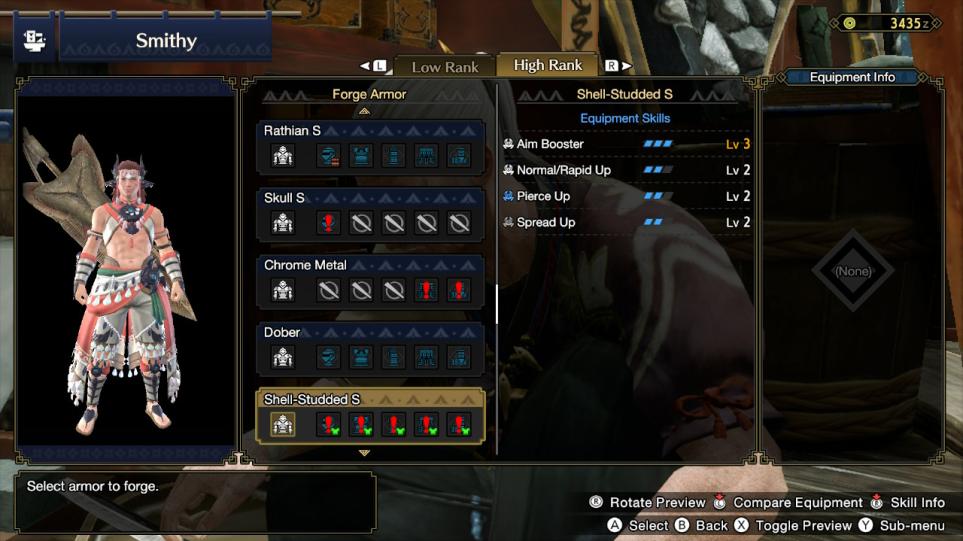 Smithy
3435z
L Low Rank High Rank R
Equipment Info
Forge Armor
Shell-Studded S
Equipment Skills
Rathian S
Aim Booster Lv 3
Normal/Rapid Up Lv 2
Pierce Up Lv 2
Spread Up Lv 2
Skull S
Chrome Metal
Dober
Shell-Studded S
(None)
Select armor to forge.
R Rotate Preview Compare Equipment Skill Info
A Select B Back X Toggle Preview Y Sub-menu